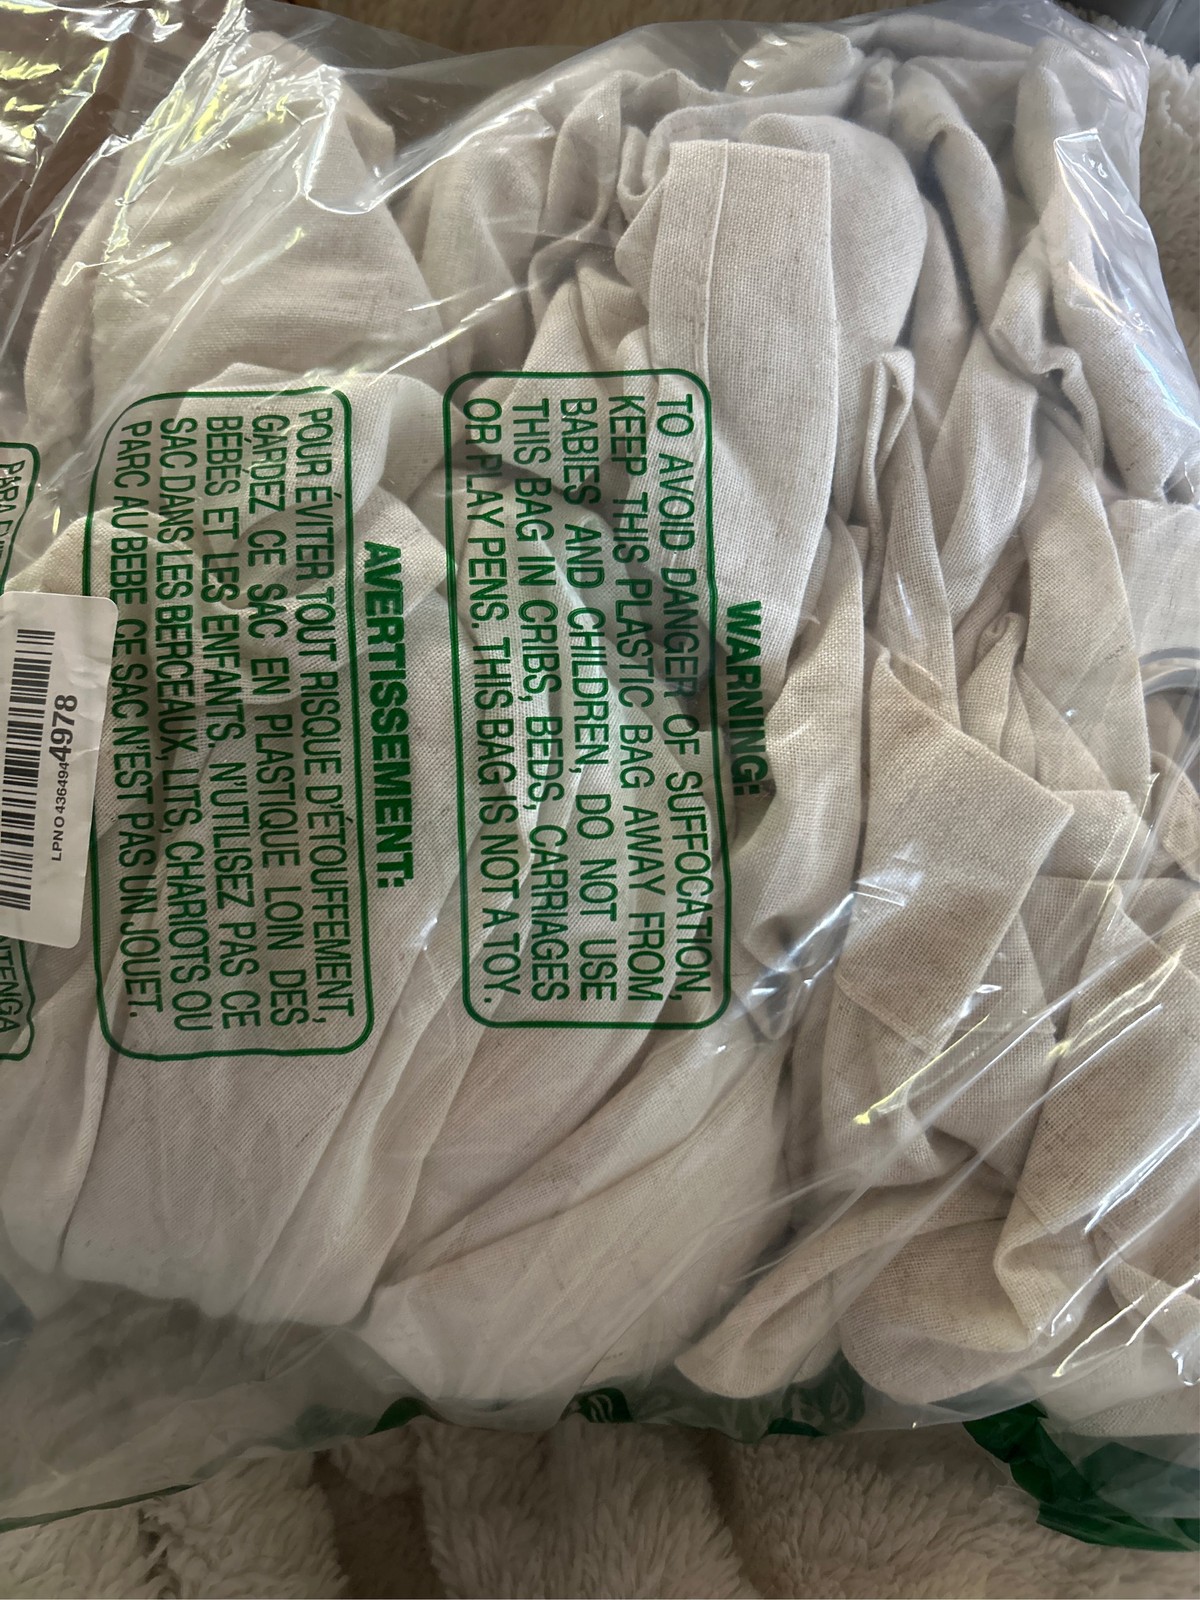 WARNING:
TO AVOID DANGER OF SUFFOCATION,
KEEP THIS PLASTIC BAG AWAY FROM
BABIES AND CHILDREN, DO NOT USE
THIS BAG IN CRIBS, BEDS, CARRIAGES
OR PLAY PENS. THIS BAG IS NOT A TOY.
AVERTISSEMENT:
POUR ÉVITER TOUT RISQUE D'ÉTOUFFEMENT,
GARDEZ CE SAC EN PLASTIQUE LOIN DES
BEBES ET LES ENFANTS. N'UTILISEZ PAS CE
SAC DANS LES BERCEAUX, LITS, CHARIOTS OU
PARC AU BEBE. CE SAC N'EST PAS UN JOUET.
LPNO4364944978
PARA